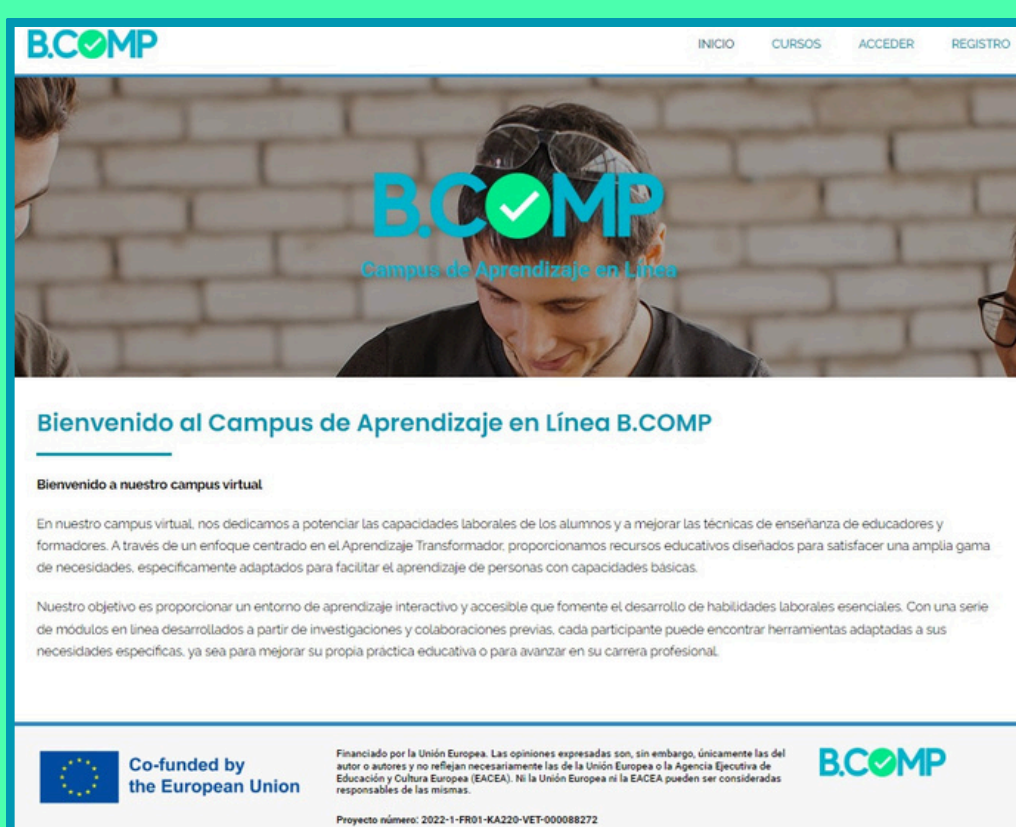 B.COMP
INICIO CURSOS ACCEDER REGISTRO
B.COMP
Campus de Aprendizaje en Línea
Bienvenido al Campus de Aprendizaje en Línea B.COMP
Bienvenido a nuestro campus virtual
En nuestro campus virtual, nos dedicamos a potenciar las capacidades laborales de los alumnos y a mejorar las técnicas de enseñanza de educadores y
formadores. A través de un enfoque centrado en el Aprendizaje Transformador, proporcionamos recursos educativos diseñados para satisfacer una amplia gama
de necesidades, específicamente adaptados para facilitar el aprendizaje de personas con capacidades básicas.
Nuestro objetivo es proporcionar un entorno de aprendizaje interactivo y accesible que fomente el desarrollo de habilidades laborales esenciales. Con una serie
de módulos en línea desarrollados a partir de investigaciones y colaboraciones previas, cada participante puede encontrar herramientas adaptadas a sus
necesidades específicas, ya sea para mejorar su propia práctica educativa o para avanzar en su carrera profesional.
Co-funded by
the European Union
Financiado por la Unión Europea. Las opiniones expresadas son, sin embargo, únicamente las del
autor o autores y no reflejan necesariamente las de la Unión Europea o la Agencia Ejecutiva de
Educación y Cultura Europea (EACEA). Ni la Unión Europea ni la EACEA pueden ser consideradas
responsables de las mismas.
Proyecto número: 2022-1-FR01-KA220-VET-000088272
B.COMP